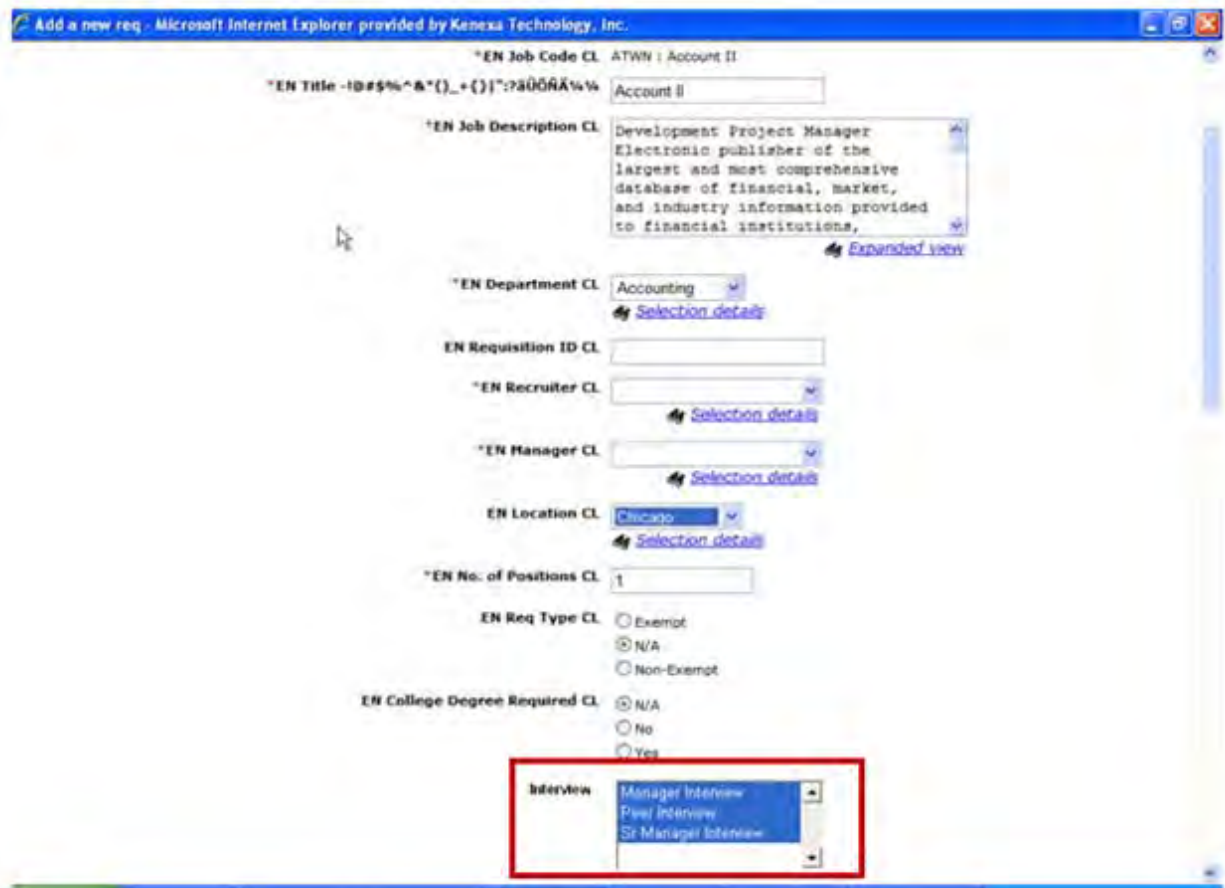 Add a new req - Microsoft Internet Explorer provided by Kenexa Technology, Inc.
*EN Job Code CL ATWN : Account II
*EN Title -!@#$%^&*()_+{}|":?äÜÖÑÄ¼¼ Account II
*EN Job Description CL Development Project Manager
Electronic publisher of the
largest and most comprehensive
database of financial, market,
and industry information provided
to financial institutions,
Expanded view
*EN Department CL Accounting
Selection details
EN Requisition ID CL
*EN Recruiter CL
Selection details
*EN Manager CL
Selection details
EN Location CL Chicago
Selection details
*EN No. of Positions CL 1
EN Req Type CL Exempt
N/A
Non-Exempt
EN College Degree Required CL N/A
No
Yes
Interview Manager Interview
Peer Interview
Sr Manager Interview